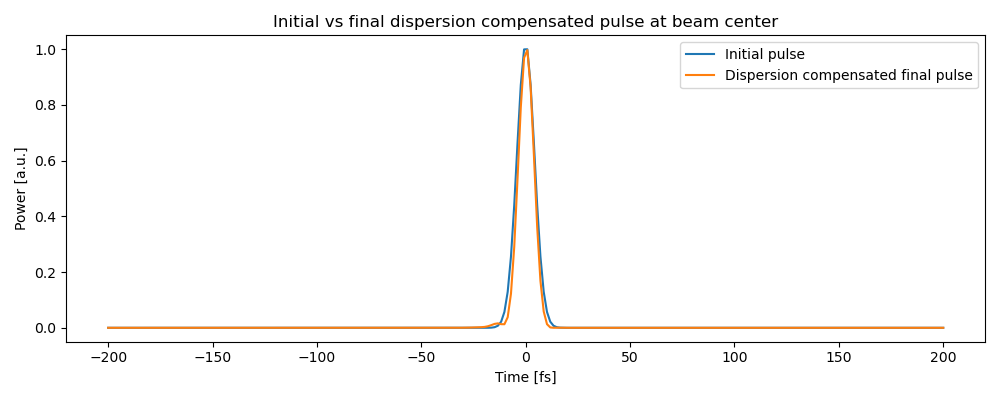 Initial vs final dispersion compensated pulse at beam center
Initial pulse
Dispersion compensated final pulse
Power [a.u.]
1.0
0.8
0.6
0.4
0.2
0.0
−200 −150 −100 −50 0 50 100 150 200
Time [fs]